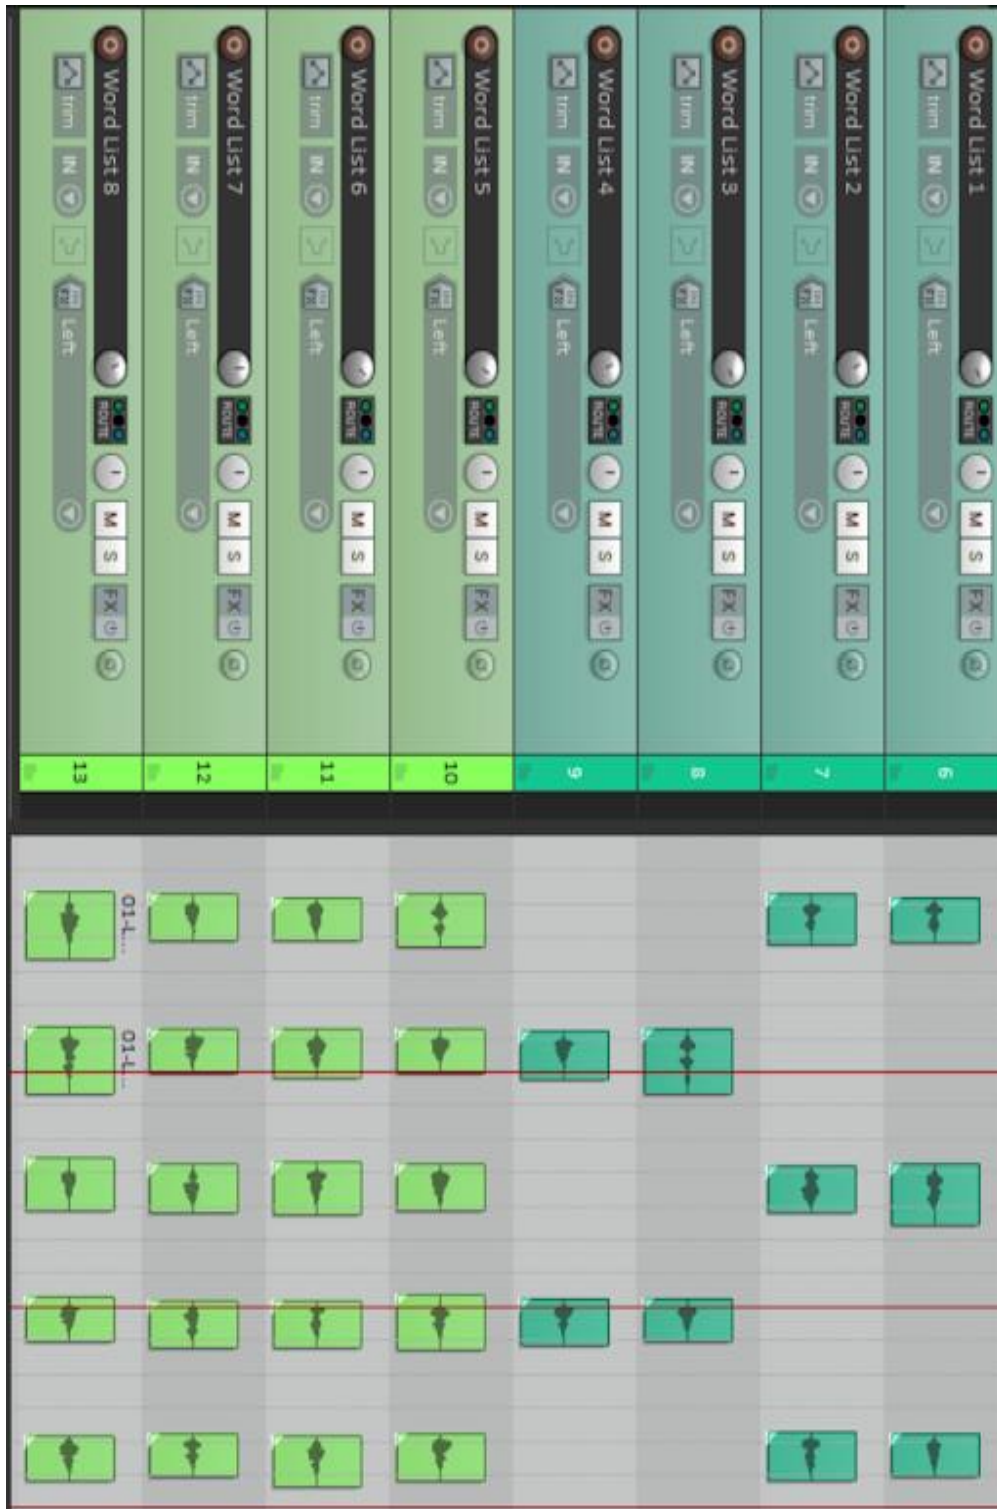 Word List 1 ROUTE M S FX
trim IN Left 6
Word List 2 ROUTE M S FX
trim IN Left 7
Word List 3 ROUTE M S FX
trim IN Left 8
Word List 4 ROUTE M S FX
trim IN Left 9
Word List 5 ROUTE M S FX
trim IN Left 10
Word List 6 ROUTE M S FX
trim IN Left 11
Word List 7 ROUTE M S FX
trim IN Left 12
Word List 8 ROUTE M S FX 01-L... 01-L...
trim IN Left 13